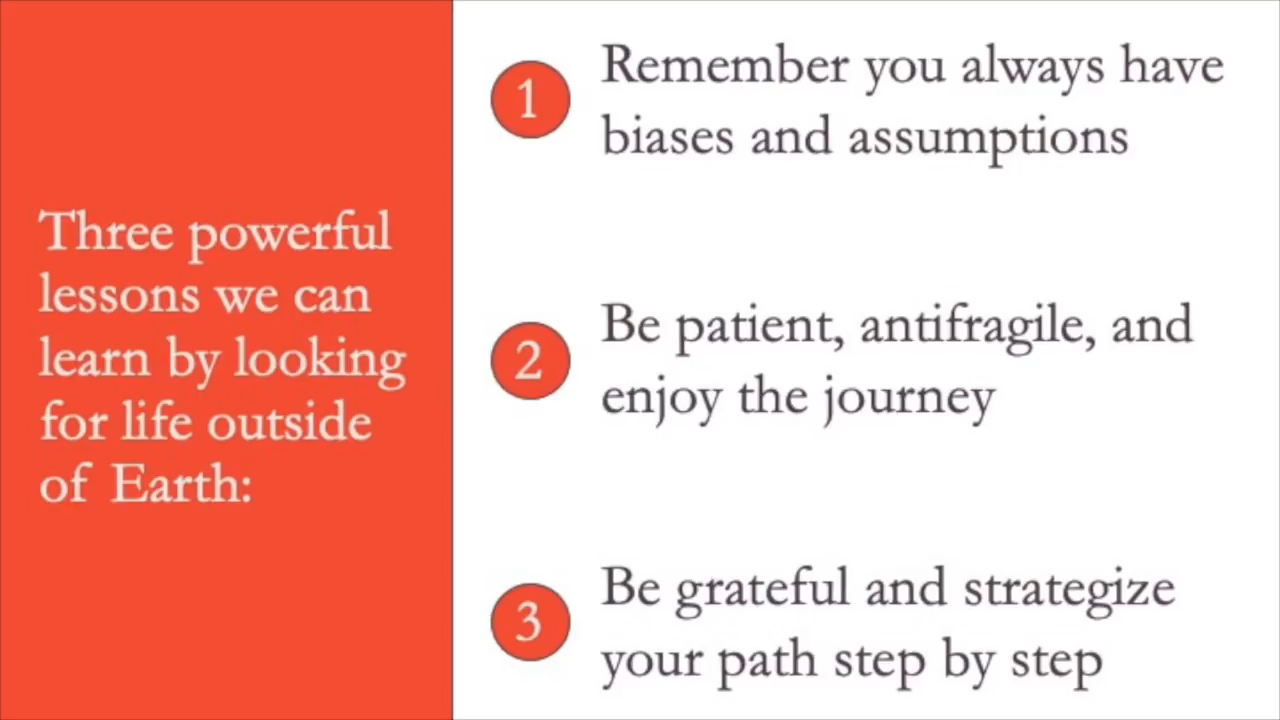 Three powerful
lessons we can
learn by looking
for life outside
of Earth:
1
Remember you always have
biases and assumptions
2
Be patient, antifragile, and
enjoy the journey
3
Be grateful and strategize
your path step by step